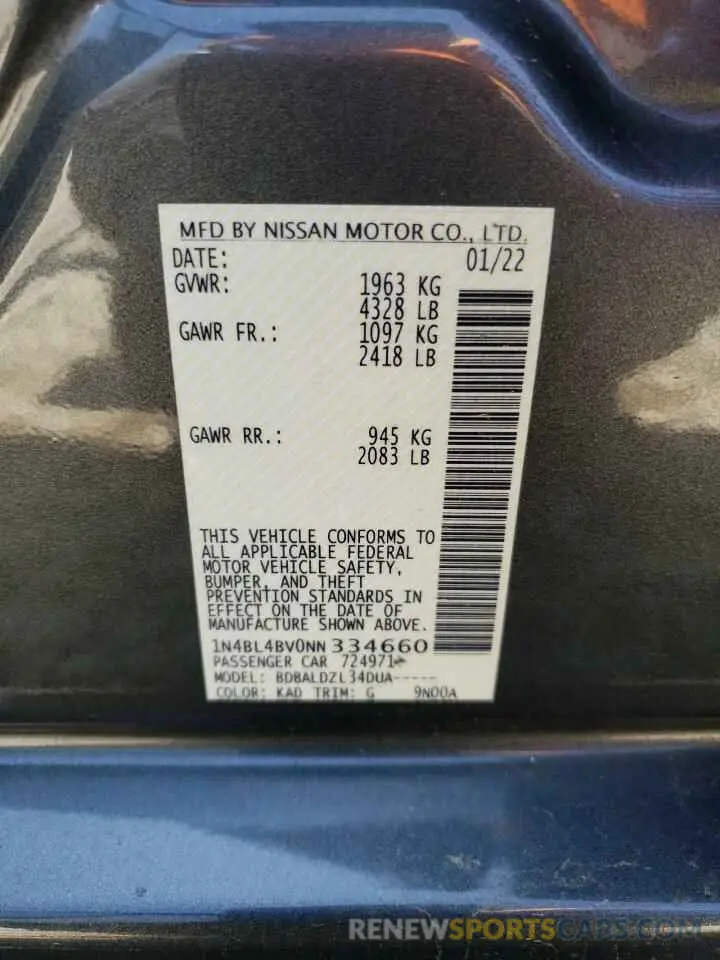 MFD BY NISSAN MOTOR CO., LTD.
DATE: 01/22
GVWR: 1963 KG
4328 LB
GAWR FR.: 1097 KG
2418 LB
GAWR RR.: 945 KG
2083 LB
THIS VEHICLE CONFORMS TO
ALL APPLICABLE FEDERAL
MOTOR VEHICLE SAFETY,
BUMPER, AND THEFT
PREVENTION STANDARDS IN
EFFECT ON THE DATE OF
MANUFACTURE SHOWN ABOVE.
1N4BL4BV0NN334660
PASSENGER CAR 724971*
MODEL: BDBALDZL34DUA-----
COLOR: KAD TRIM: G 9N00A
RENEWSPORTSCARS.COM